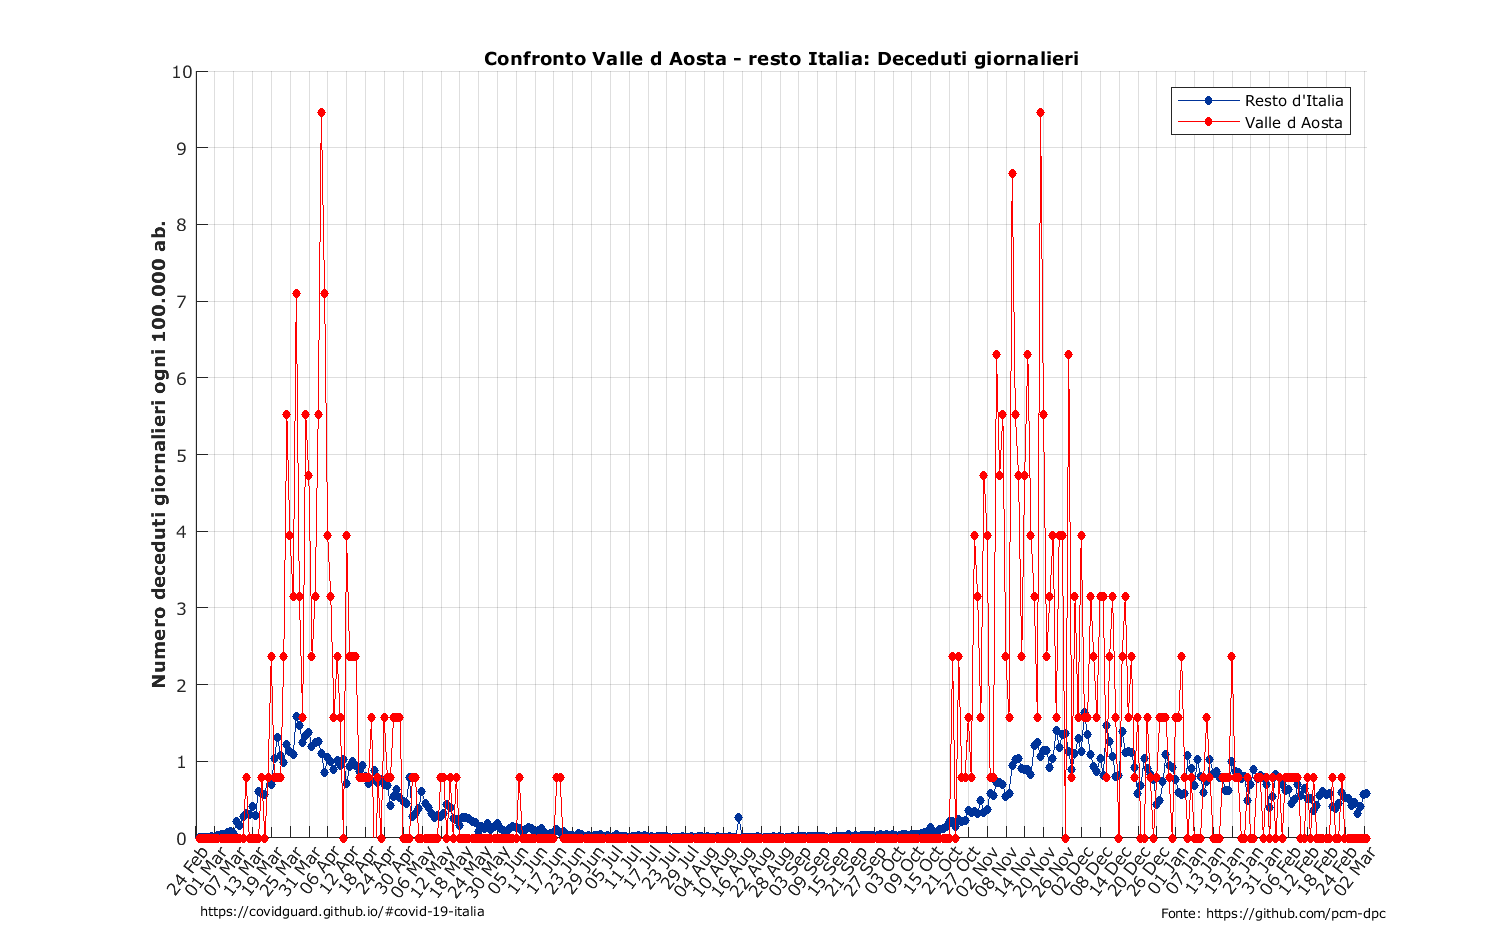 Confronto Valle d Aosta - resto Italia: Deceduti giornalieri
Resto d'Italia
Valle d Aosta
Numero deceduti giornalieri ogni 100.000 ab.
10
9
8
7
6
5
4
3
2
1
0
24 Feb
01 Mar
07 Mar
13 Mar
19 Mar
25 Mar
31 Mar
06 Apr
12 Apr
18 Apr
24 Apr
30 Apr
06 May
12 May
18 May
24 May
30 May
05 Jun
11 Jun
17 Jun
23 Jun
29 Jun
05 Jul
11 Jul
17 Jul
23 Jul
29 Jul
04 Aug
10 Aug
16 Aug
22 Aug
28 Aug
03 Sep
09 Sep
15 Sep
21 Sep
27 Sep
03 Oct
09 Oct
15 Oct
21 Oct
27 Oct
02 Nov
08 Nov
14 Nov
20 Nov
26 Nov
02 Dec
08 Dec
14 Dec
20 Dec
26 Dec
01 Jan
07 Jan
13 Jan
19 Jan
25 Jan
31 Jan
06 Feb
12 Feb
18 Feb
24 Feb
02 Mar
https://covidguard.github.io/#covid-19-italia
Fonte: https://github.com/pcm-dpc